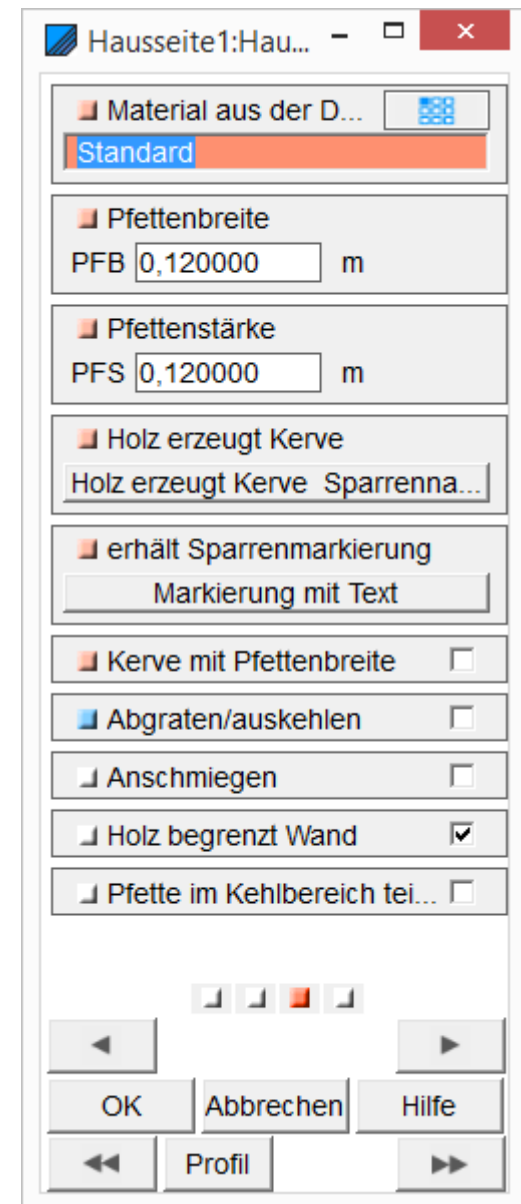 Hausseite1:Hau...
Material aus der D...
Standard
Pfettenbreite
PFB 0,120000 m
Pfettenstärke
PFS 0,120000 m
Holz erzeugt Kerve
Holz erzeugt Kerve Sparrenna...
erhält Sparrenmarkierung
Markierung mit Text
Kerve mit Pfettenbreite
Abgraten/auskehlen
Anschmiegen
Holz begrenzt Wand
Pfette im Kehlbereich tei...
OK Abbrechen Hilfe
Profil